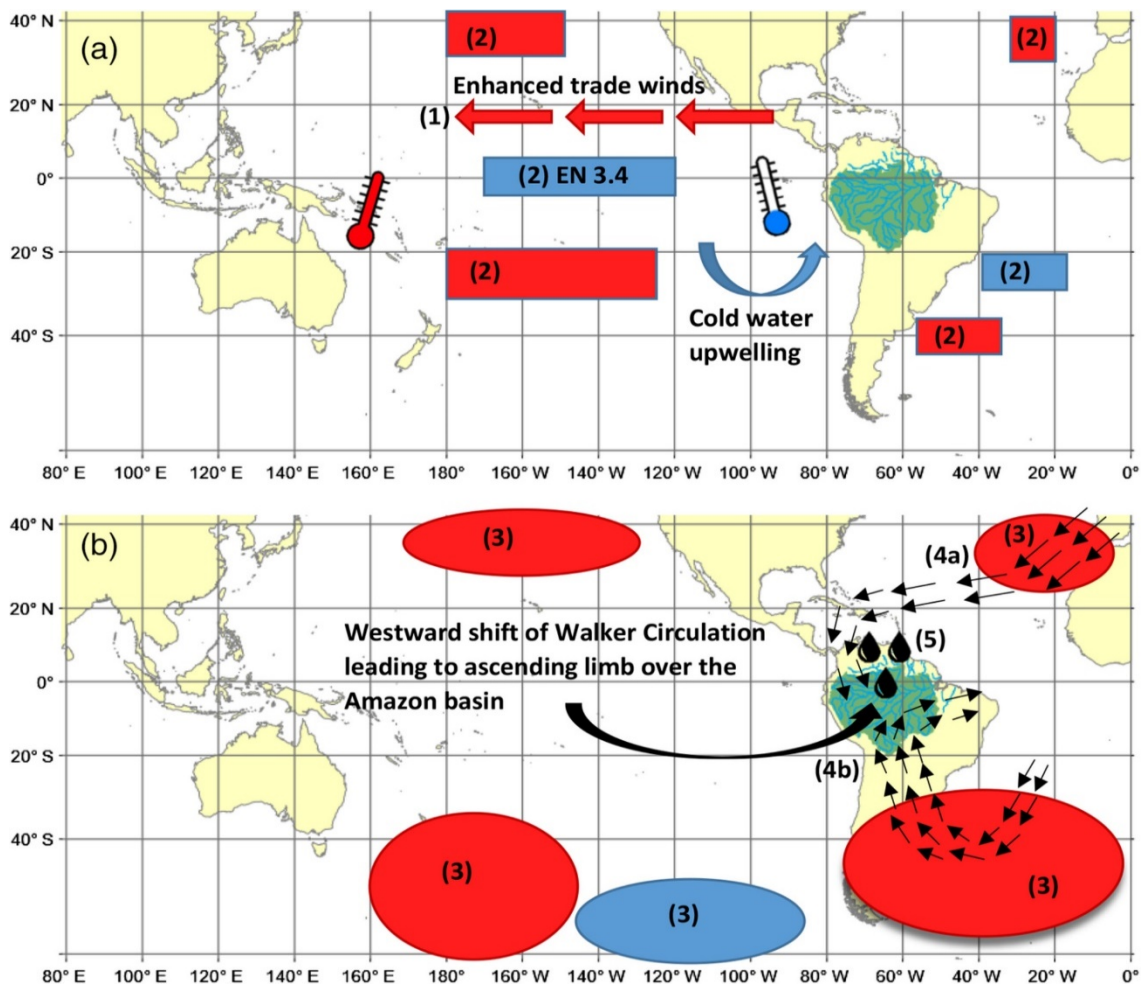 (a)
40° N
20° N
0°
20° S
40° S
(2)
(2)
Enhanced trade winds
(1)
(2) EN 3.4
(2)
(2)
(2)
Cold water
upwelling
80° E 100° E 120° E 140° E 160° E 180° E 160° W 140° W 120° W 100° W 80° W 60° W 40° W 20° W 0°
(b)
40° N
20° N
0°
20° S
40° S
(3)
(3)
(4a)
Westward shift of Walker Circulation
leading to ascending limb over the
Amazon basin
(5)
(4b)
(3)
(3)
(3)
80° E 100° E 120° E 140° E 160° E 180° E 160° W 140° W 120° W 100° W 80° W 60° W 40° W 20° W 0°